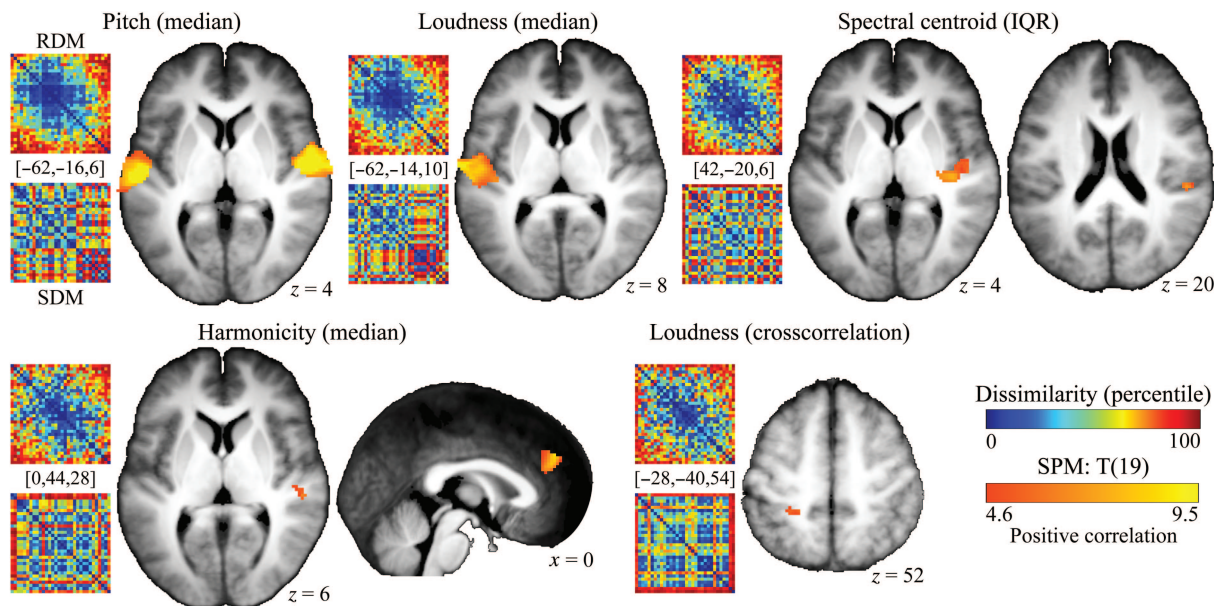 Pitch (median)
RDM
[−62,−16,6]
SDM
z = 4
Loudness (median)
[−62,−14,10]
z = 8
Spectral centroid (IQR)
[42,−20,6]
z = 4
z = 20
Harmonicity (median)
[0,44,28]
z = 6
x = 0
Loudness (crosscorrelation)
[−28,−40,54]
z = 52
Dissimilarity (percentile)
0 100
SPM: T(19)
4.6 9.5
Positive correlation